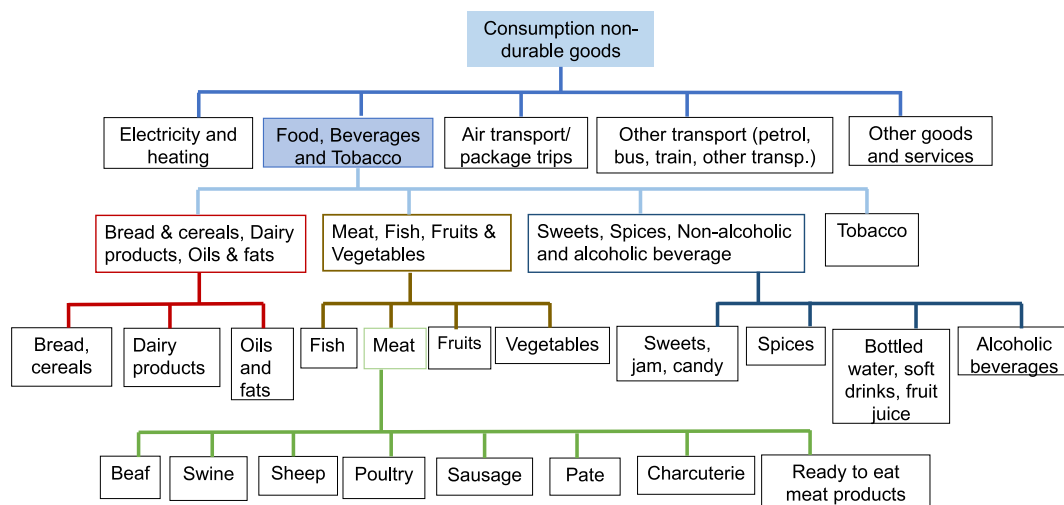 Consumption non-
durable goods
Electricity and
heating
Food, Beverages
and Tobacco
Air transport/
package trips
Other transport (petrol,
bus, train, other transp.)
Other goods
and services
Bread & cereals, Dairy
products, Oils & fats
Meat, Fish, Fruits &
Vegetables
Sweets, Spices, Non-alcoholic
and alcoholic beverage
Tobacco
Bread,
cereals
Dairy
products
Oils
and
fats
Fish
Meat
Fruits
Vegetables
Sweets,
jam, candy
Spices
Bottled
water, soft
drinks, fruit
juice
Alcoholic
beverages
Beaf
Swine
Sheep
Poultry
Sausage
Pate
Charcuterie
Ready to eat
meat products